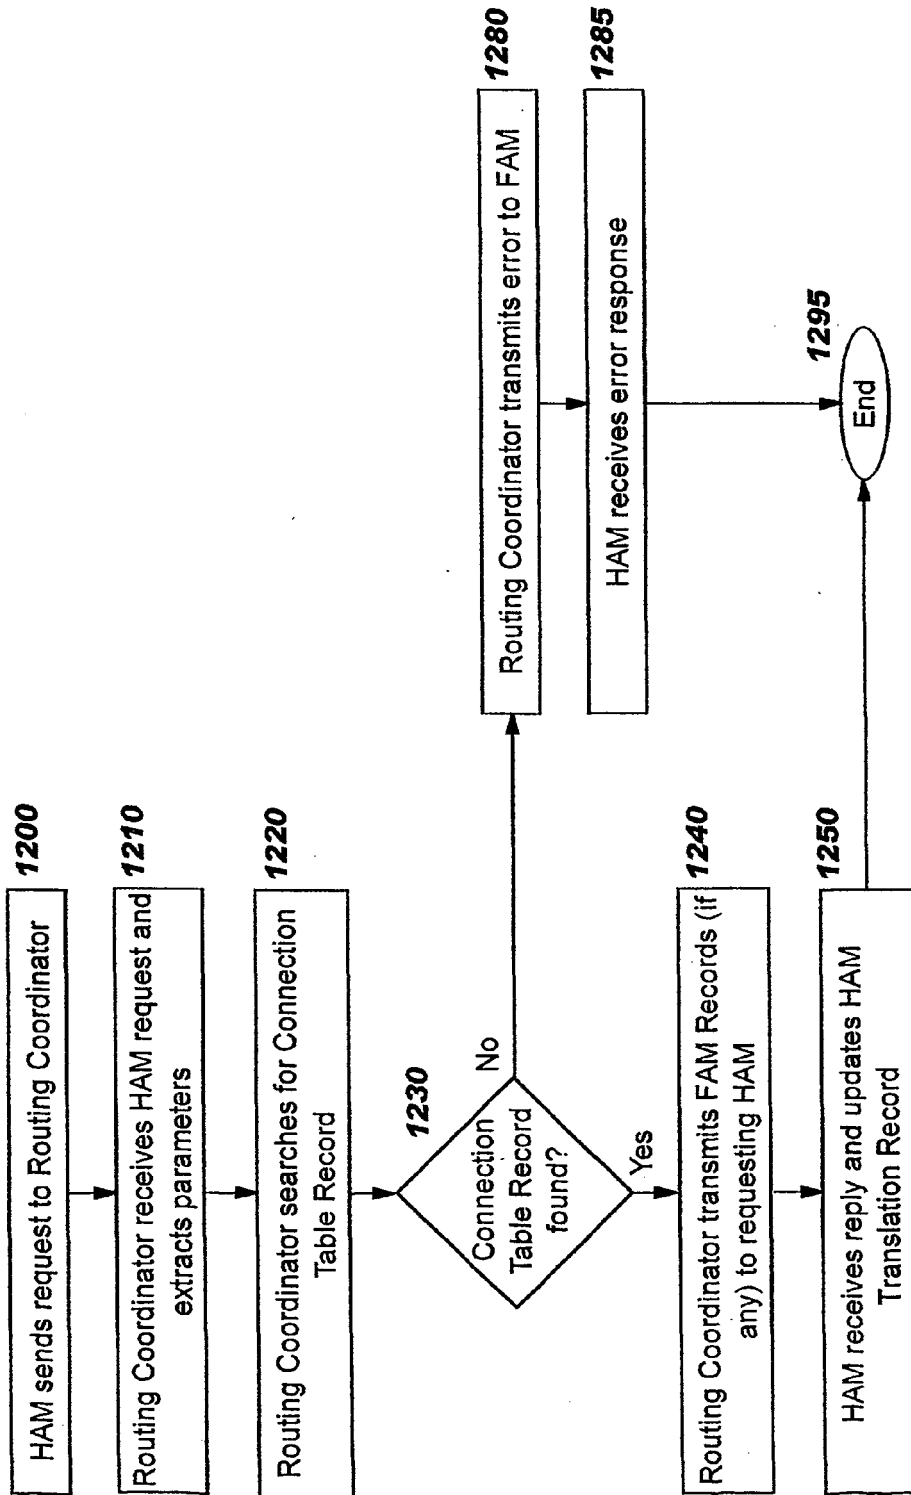 1200
HAM sends request to Routing Coordinator
1210
Routing Coordinator receives HAM request and
extracts parameters
1220
Routing Coordinator searches for Connection
Table Record
1230
Connection
Table Record
found?
No
Yes
1240
Routing Coordinator transmits FAM Records (if
any) to requesting HAM
1250
HAM receives reply and updates HAM
Translation Record
1280
Routing Coordinator transmits error to FAM
1285
HAM receives error response
1295
End